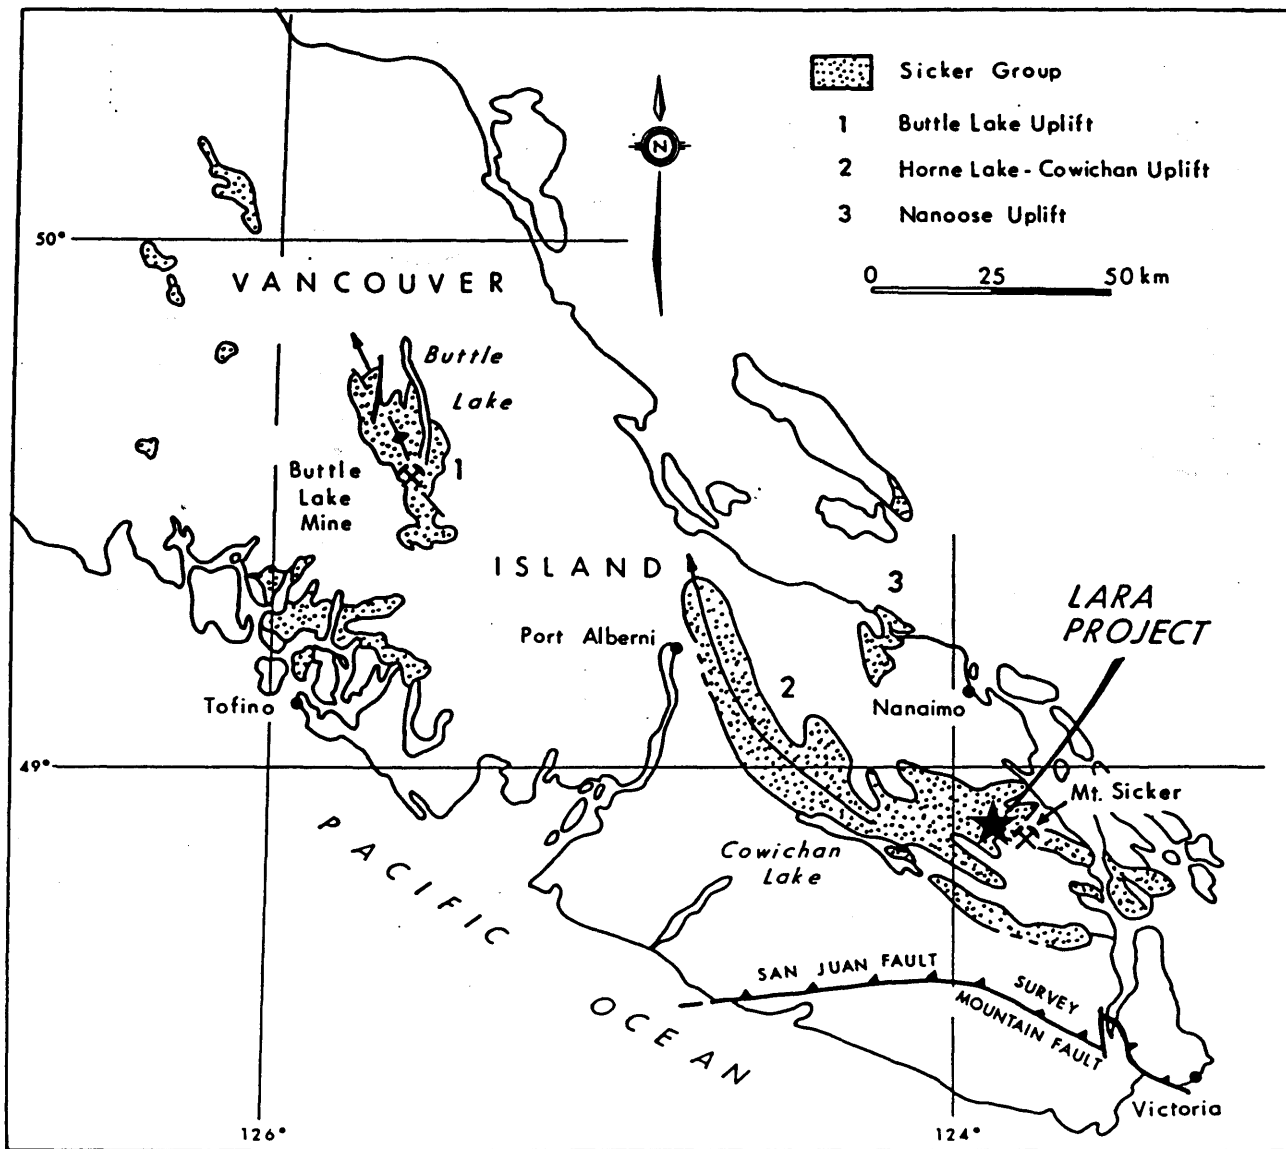 Sicker Group
1 Buttle Lake Uplift
2 Horne Lake - Cowichan Uplift
3 Nanoose Uplift
N
0 25 50 km
50°
VANCOUVER
Buttle
Lake
Buttle
Lake
Mine
1
ISLAND
3
LARA
PROJECT
Port Alberni
2
Tofino
Nanaimo
49°
Mt. Sicker
PACIFIC
Cowichan
Lake
SAN JUAN FAULT
SURVEY
MOUNTAIN FAULT
OCEAN
Victoria
126°
124°